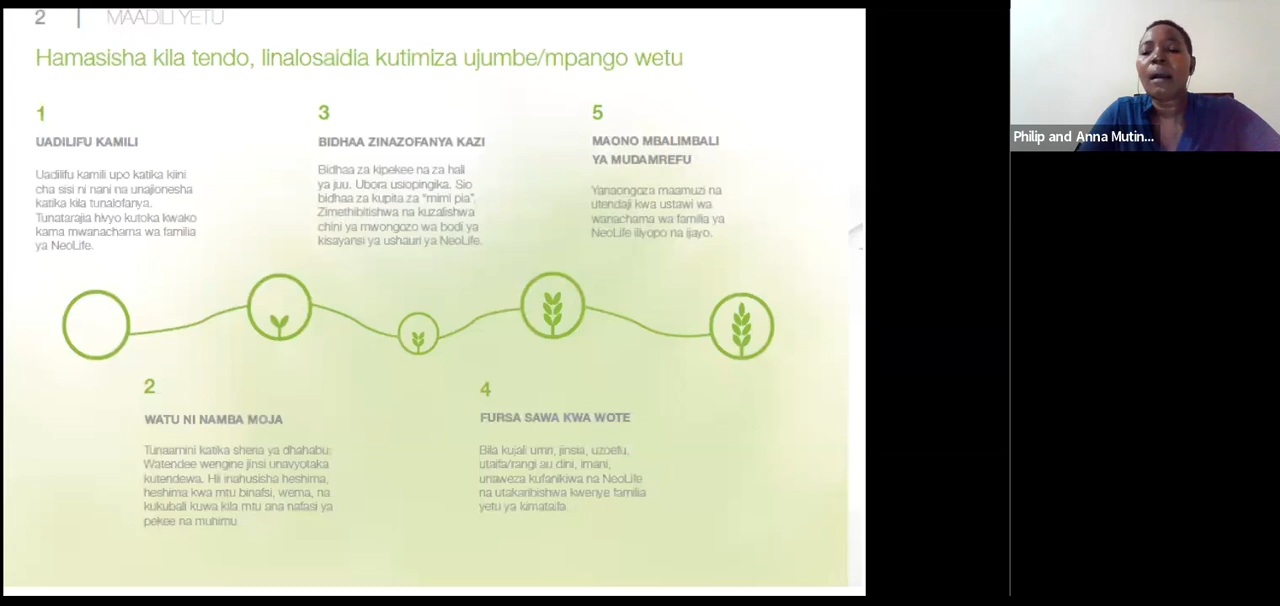 2 | MAADILI YETU
Hamasisha kila tendo, linalosaidia kutimiza ujumbe/mpango wetu
1
UADILIFU KAMILI
Uadilifu kamili upo katika kiini
cha sisi ni nani na unajionesha
katika kila tunalofanya.
Tunatarajia hivyo kutoka kwako
kama mwanachama wa familia
ya NeoLife.
2
WATU NI NAMBA MOJA
Tunaamini katika sheria ya dhahabu:
Watendee wengine jinsi unavyotaka
kutendewa. Hii inahusisha heshima,
heshima kwa mtu binafsi, wema, na
kukubali kuwa kila mtu ana nafasi ya
pekee na muhimu
3
BIDHAA ZINAZOFANYA KAZI
Bidhaa za kipekee na za hali
ya juu. Ubora usiopingika. Sio
bidhaa za kupita za "mimi pia".
Zimethibitishwa na kuzalishwa
chini ya mwongozo wa bodi ya
kisayansi ya ushauri ya NeoLife.
4
FURSA SAWA KWA WOTE
Bila kujali umri, jinsia, uzoefu,
utaifa/rangi au dini, imani,
unaweza kufanikiwa na NeoLife
na utakaribishwa kwenye familia
yetu ya kimataifa.
5
MAONO MBALIMBALI
YA MUDAMREFU
Yanaongoza maamuzi na
utendaji kwa ustawi wa
wanachama wa familia ya
NeoLife iliyopo na ijayo.
Philip and Anna Mutin...